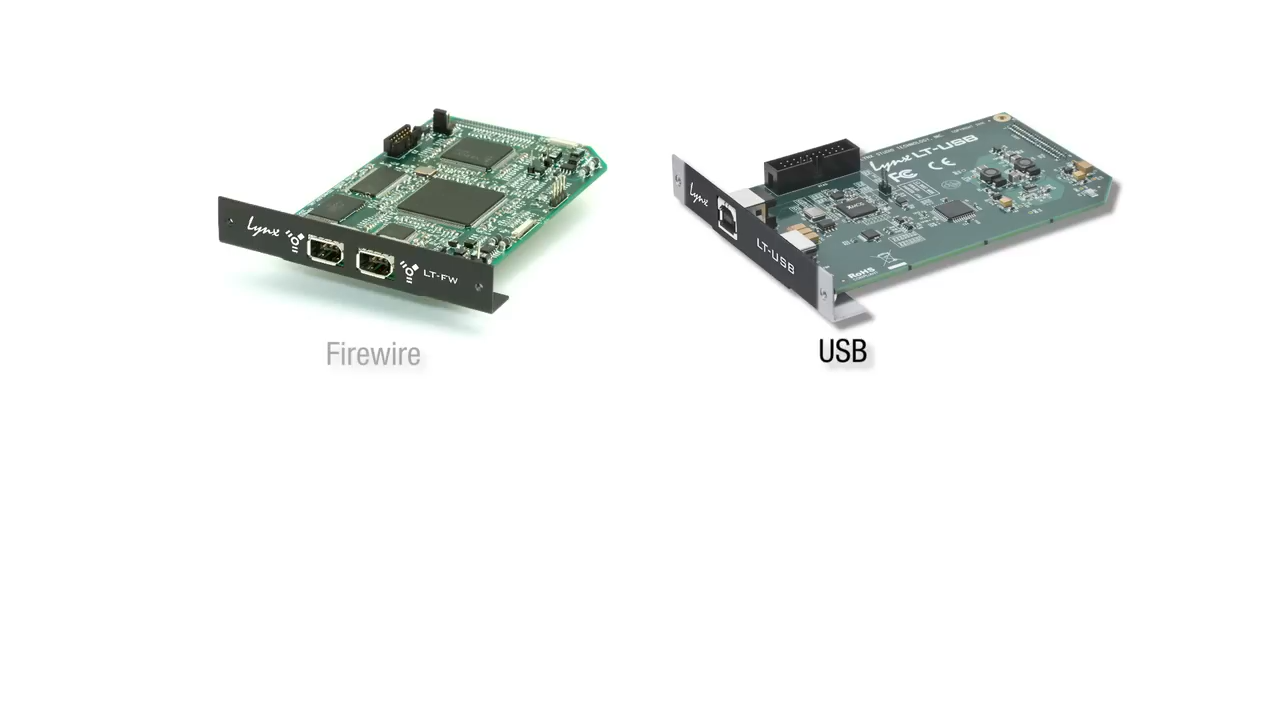 Lynx
LT-FW
Firewire
Lynx
LT-USB
Lynx LT-USB
FC CE
RoHS
USB